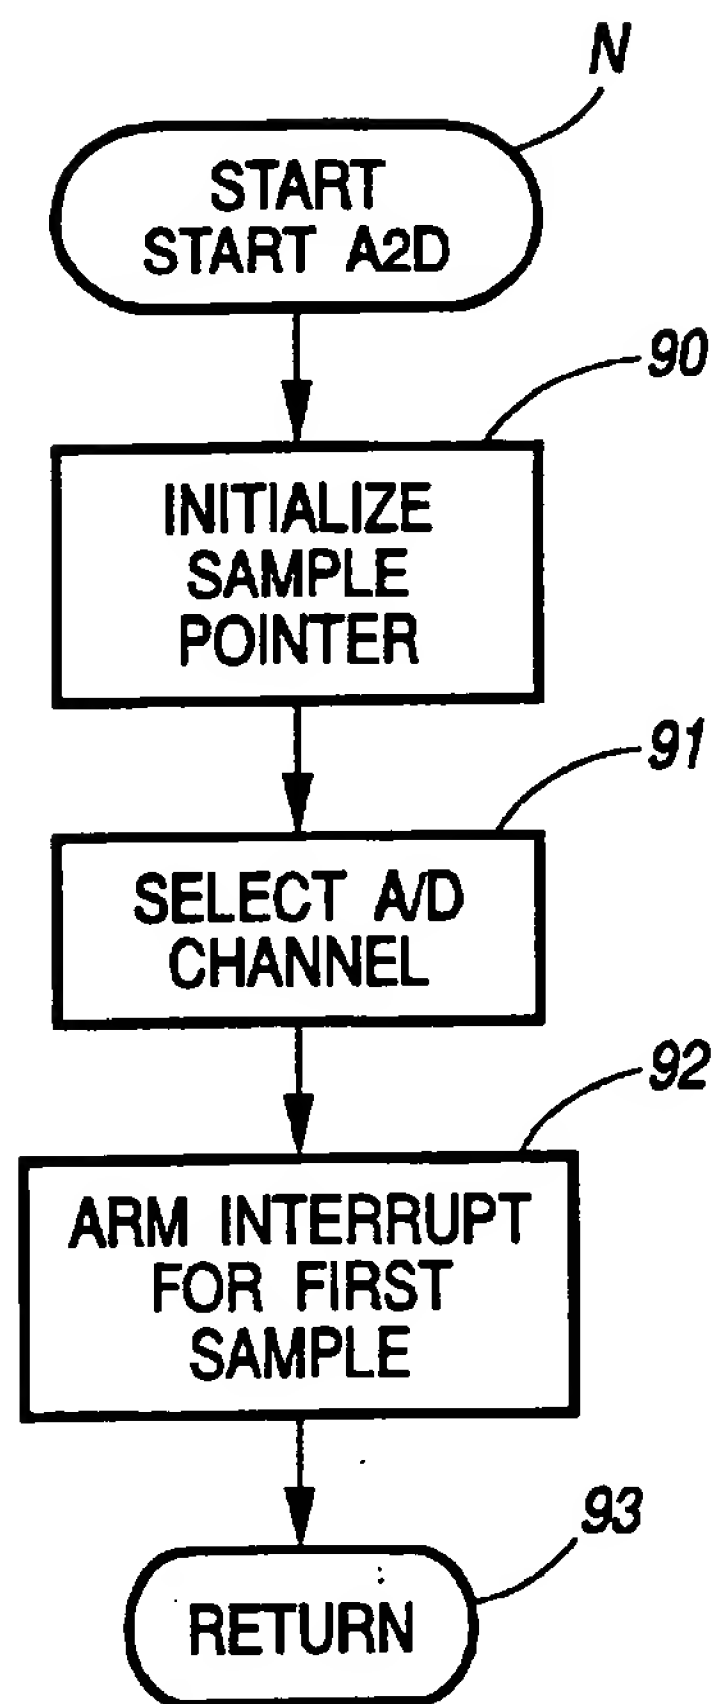 N
START
START A2D
90
INITIALIZE
SAMPLE
POINTER
91
SELECT A/D
CHANNEL
92
ARM INTERRUPT
FOR FIRST
SAMPLE
93
RETURN